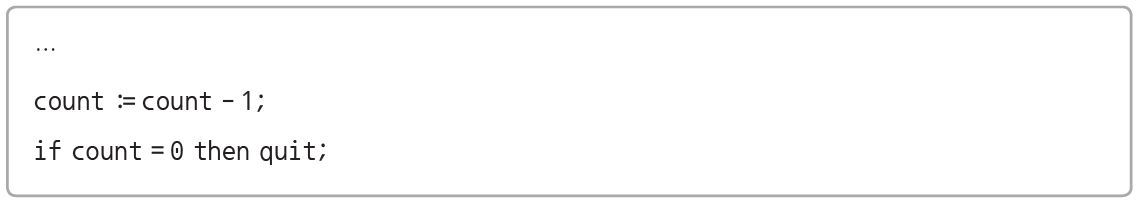 ...
count := count - 1;
if count = 0 then quit;